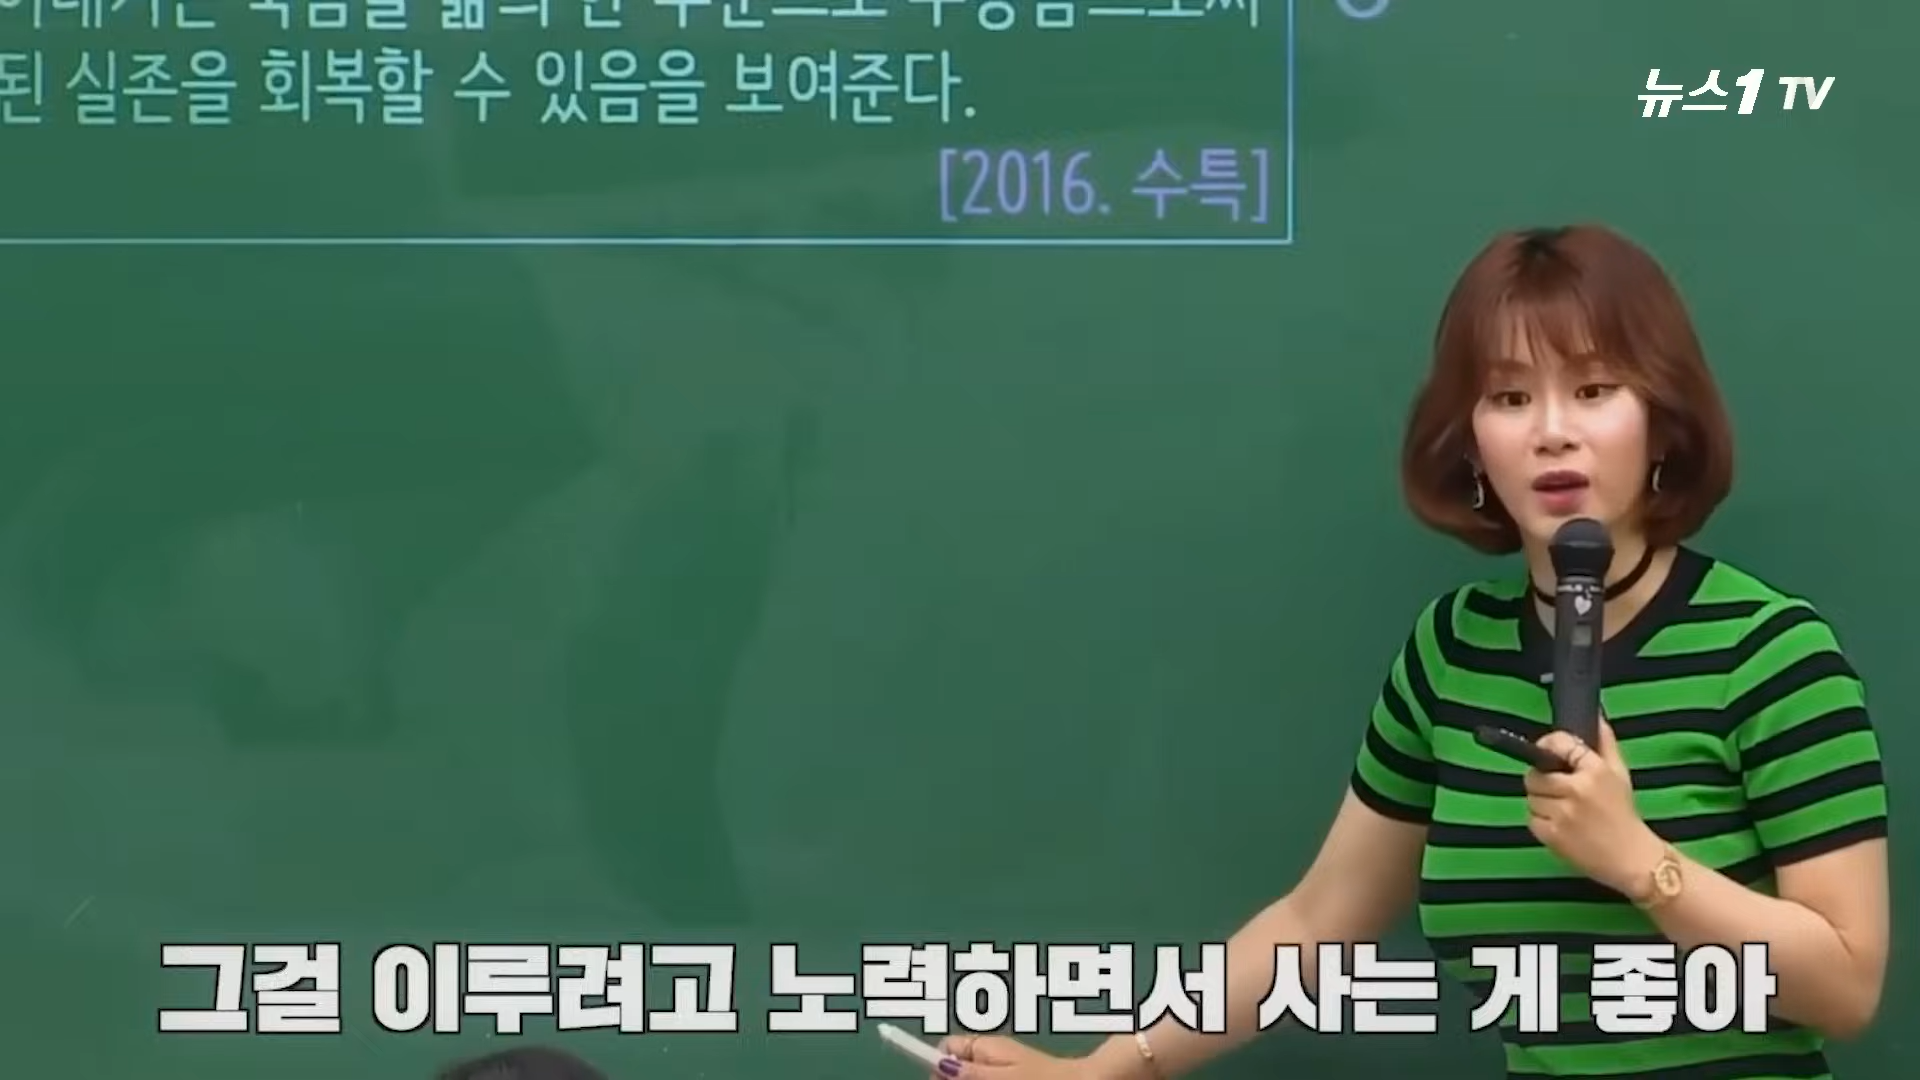 뉴스1 TV
된 실존을 회복할 수 있음을 보여준다.
[2016. 수특]
그걸 이루려고 노력하면서 사는 게 좋아